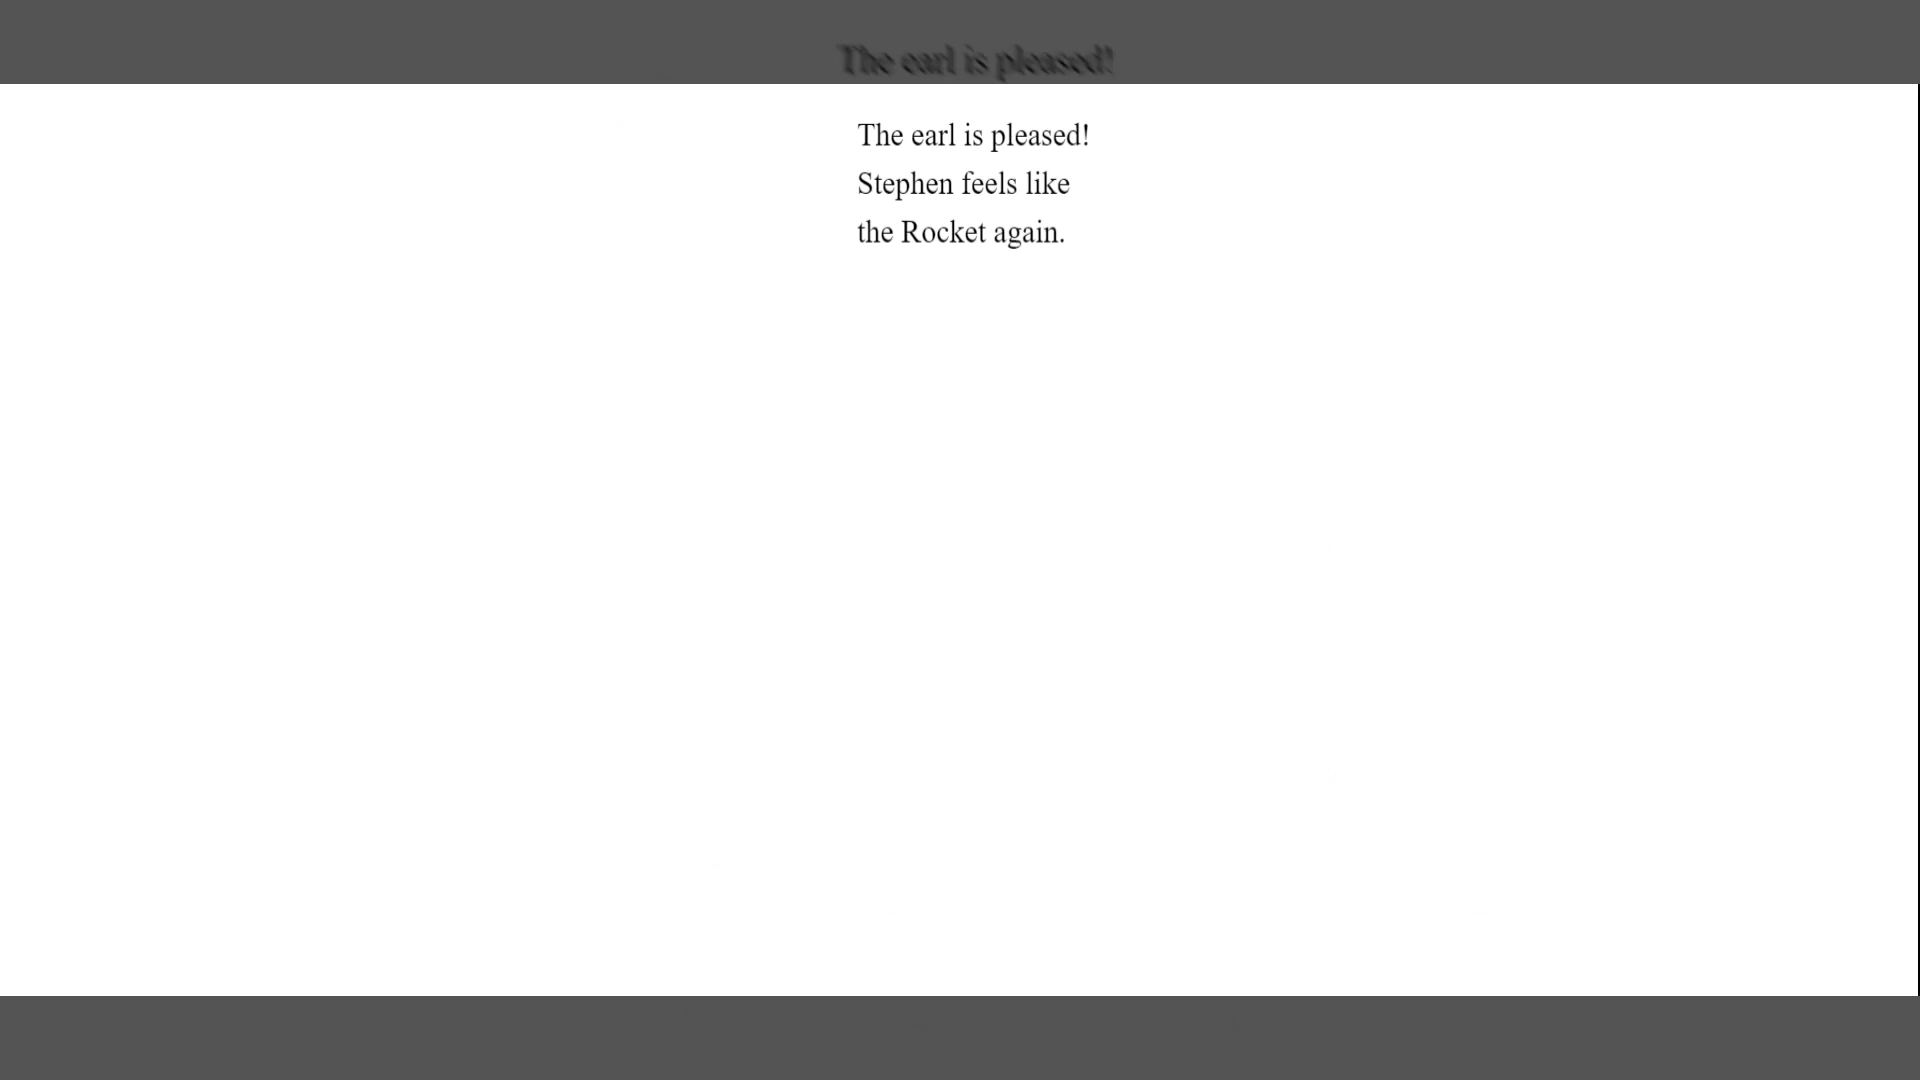 The earl is pleased!
The earl is pleased!
Stephen feels like
the Rocket again.